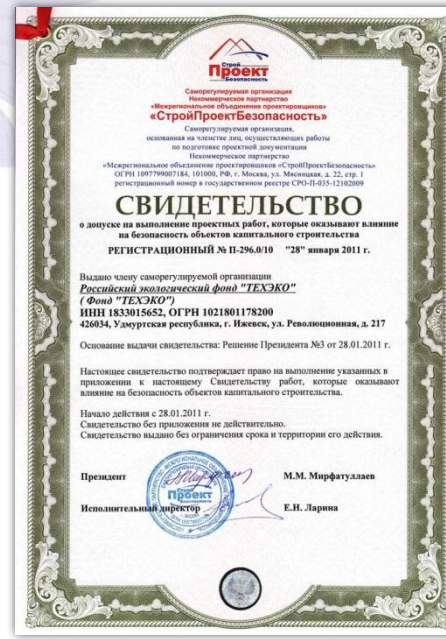 Строй
Проект
Безопасность
Саморегулируемая организация
Некоммерческое партнерство
«Межрегиональное объединение проектировщиков»
«СтройПроектБезопасность»
Саморегулируемая организация,
основанная на членстве лиц, осуществляющих работы
по подготовке проектной документации
Некоммерческое партнерство
«Межрегиональное объединение проектировщиков «СтройПроектБезопасность»
ОГРН 1097799007184, 101000, РФ, г. Москва, ул. Мясницкая, д. 22, стр. 1
регистрационный номер в государственном реестре СРО-П-035-12102009
СВИДЕТЕЛЬСТВО
о допуске на выполнение проектных работ, которые оказывают влияние
на безопасность объектов капитального строительства
РЕГИСТРАЦИОННЫЙ № П-296.0/10 "28" января 2011 г.
Выдано члену саморегулируемой организации
Российский экологический фонд "ТЕХЭКО"
( Фонд "ТЕХЭКО")
ИНН 1833015652, ОГРН 1021801178200
426034, Удмуртская республика, г. Ижевск, ул. Революционная, д. 217
Основание выдачи свидетельства: Решение Президента №3 от 28.01.2011 г.
Настоящее свидетельство подтверждает право на выполнение указанных в
приложении к настоящему Свидетельству работ, которые оказывают
влияние на безопасность объектов капитального строительства.
Начало действия с 28.01.2011 г.
Свидетельство без приложения не действительно.
Свидетельство выдано без ограничения срока и территории его действия.
Президент М.М. Мирфатуллаев
Проект
Исполнительный директор Е.Н. Ларина